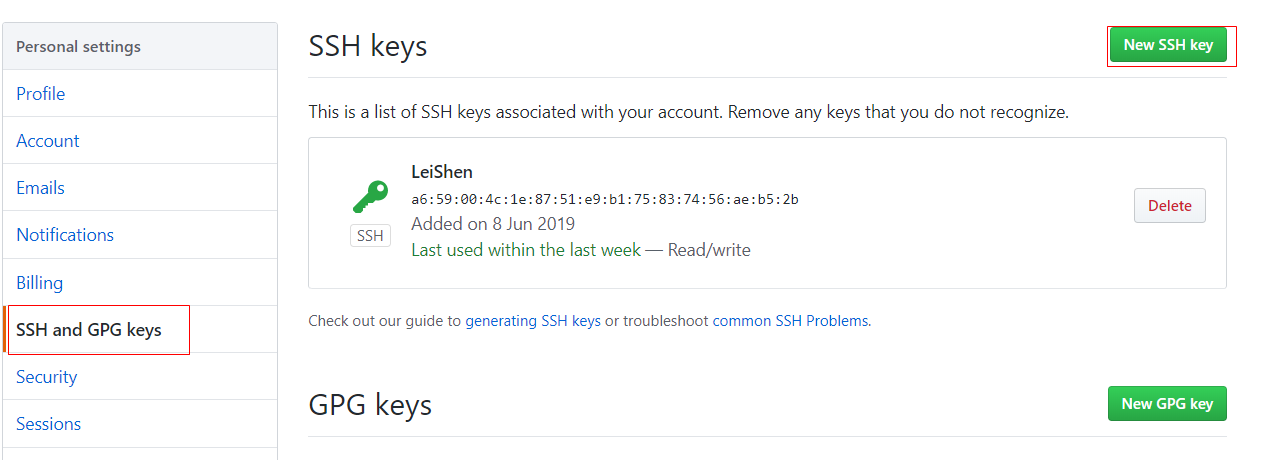 Personal settings
Profile
Account
Emails
Notifications
Billing
SSH and GPG keys
Security
Sessions
SSH keys
New SSH key
This is a list of SSH keys associated with your account. Remove any keys that you do not recognize.
SSH
LeiShen
a6:59:00:4c:1e:87:51:e9:b1:75:83:74:56:ae:b5:2b
Added on 8 Jun 2019
Last used within the last week — Read/write
Delete
Check out our guide to generating SSH keys or troubleshoot common SSH Problems.
GPG keys
New GPG key